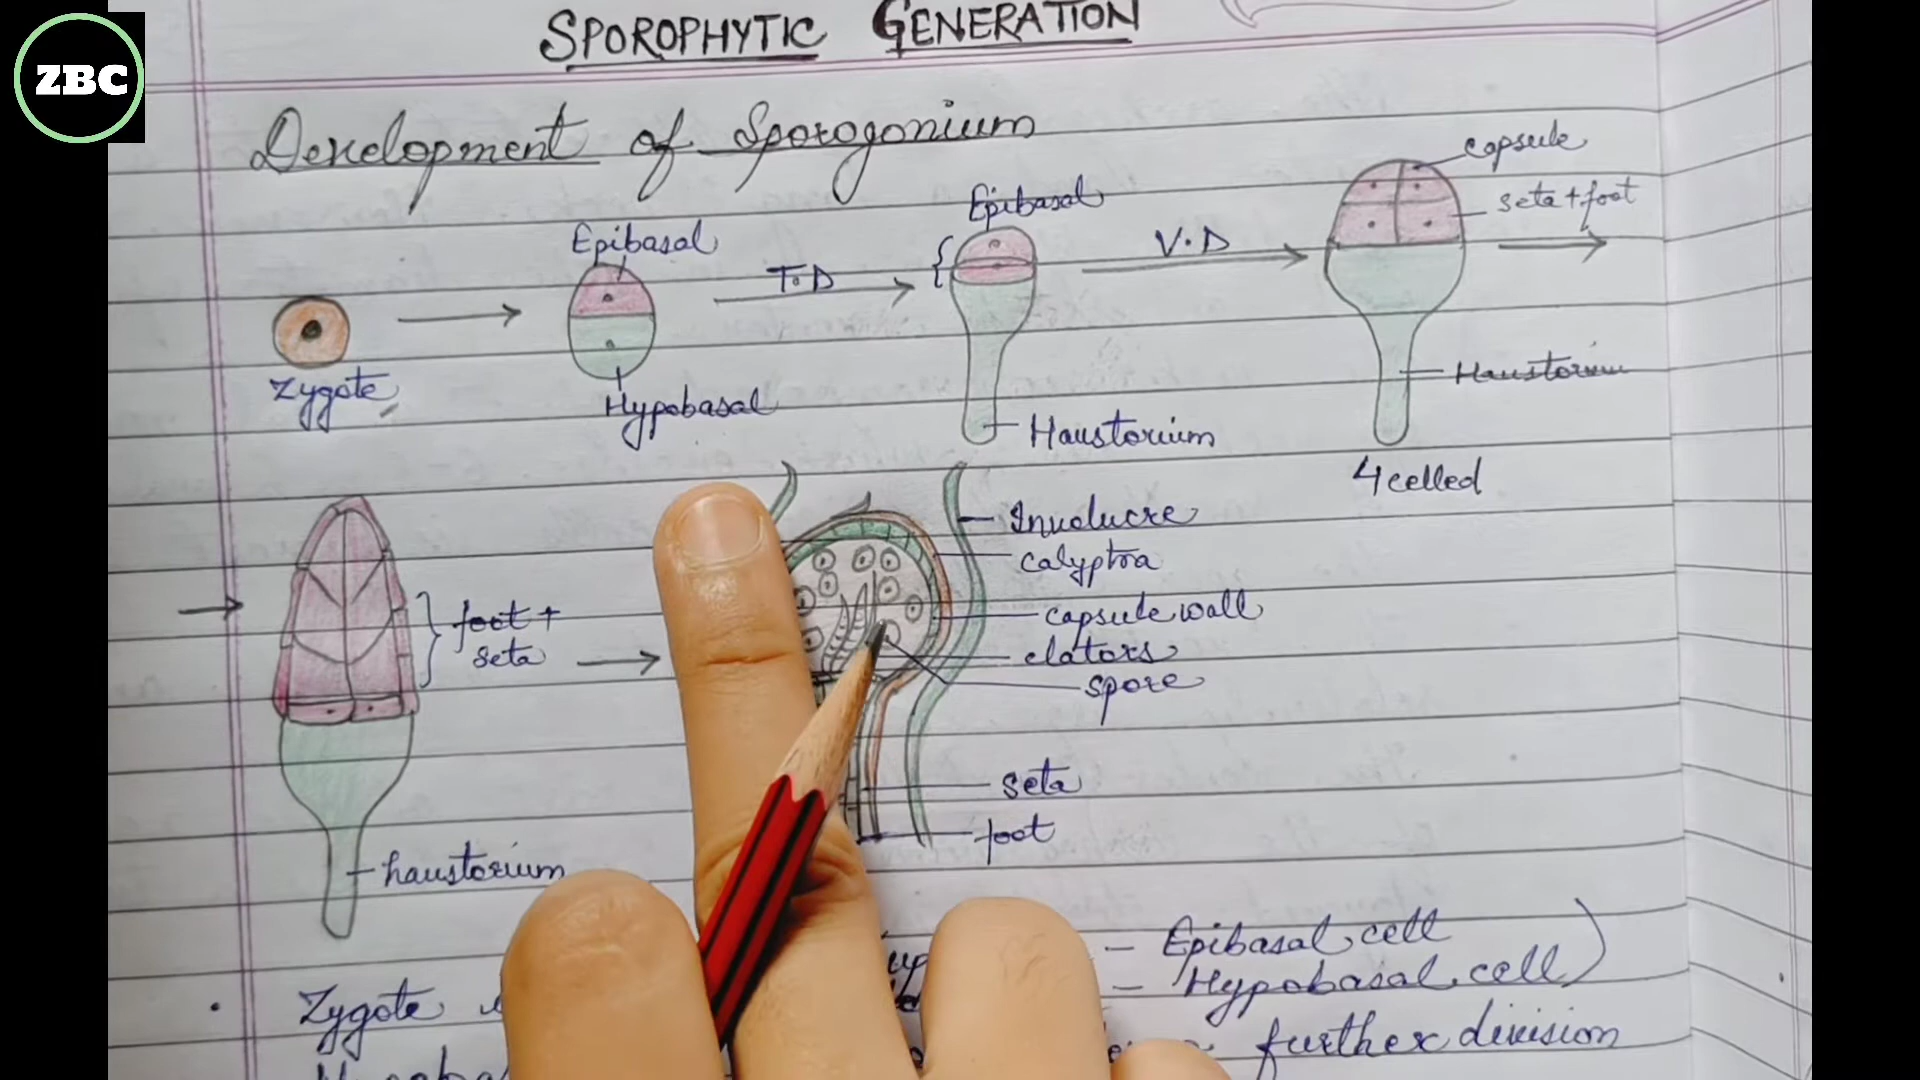 ZBC
SPOROPHYTIC GENERATION
Development of Sporogonium
capsule
seta + foot
Epibasal
Epibasal
T.D
V.D
Zygote
Hypobasal
Haustorium
Haustorium
4 celled
Involucre
calyptra
capsule wall
elators
spore
foot +
seta
seta
foot
haustorium
- Epibasal cell
- Hypobasal cell
Zygote
further division